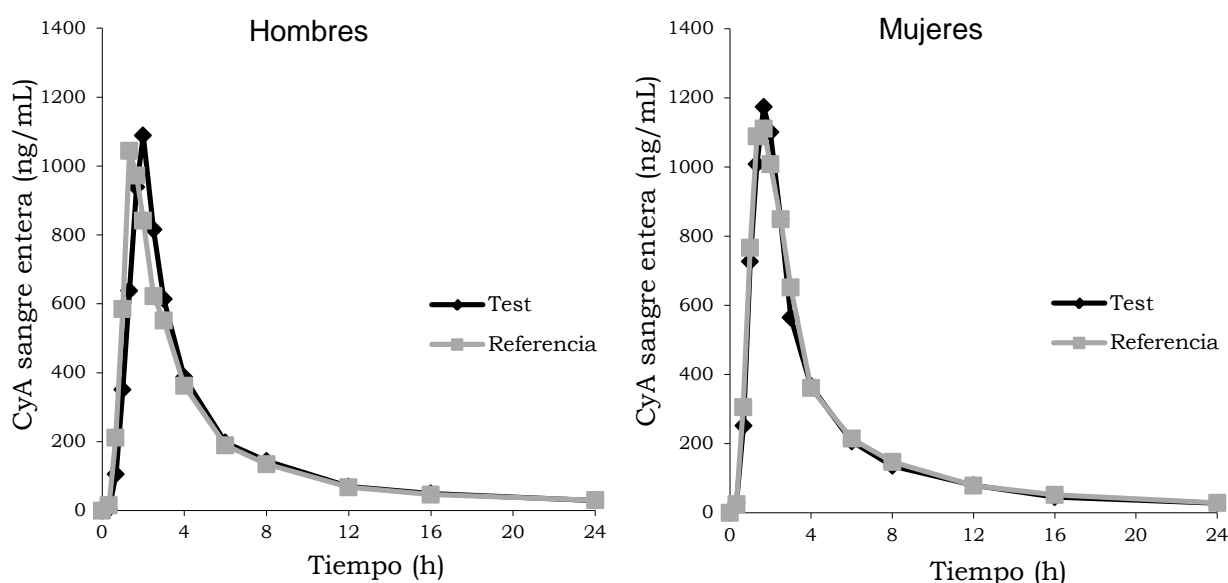 Hombres
CyA sangre entera (ng/mL)
1400
1200
1000
800
600
400
200
0
0 4 8 12 16 20 24
Tiempo (h)
Test
Referencia
Mujeres
CyA sangre entera (ng/mL)
1400
1200
1000
800
600
400
200
0
0 4 8 12 16 20 24
Tiempo (h)
Test
Referencia